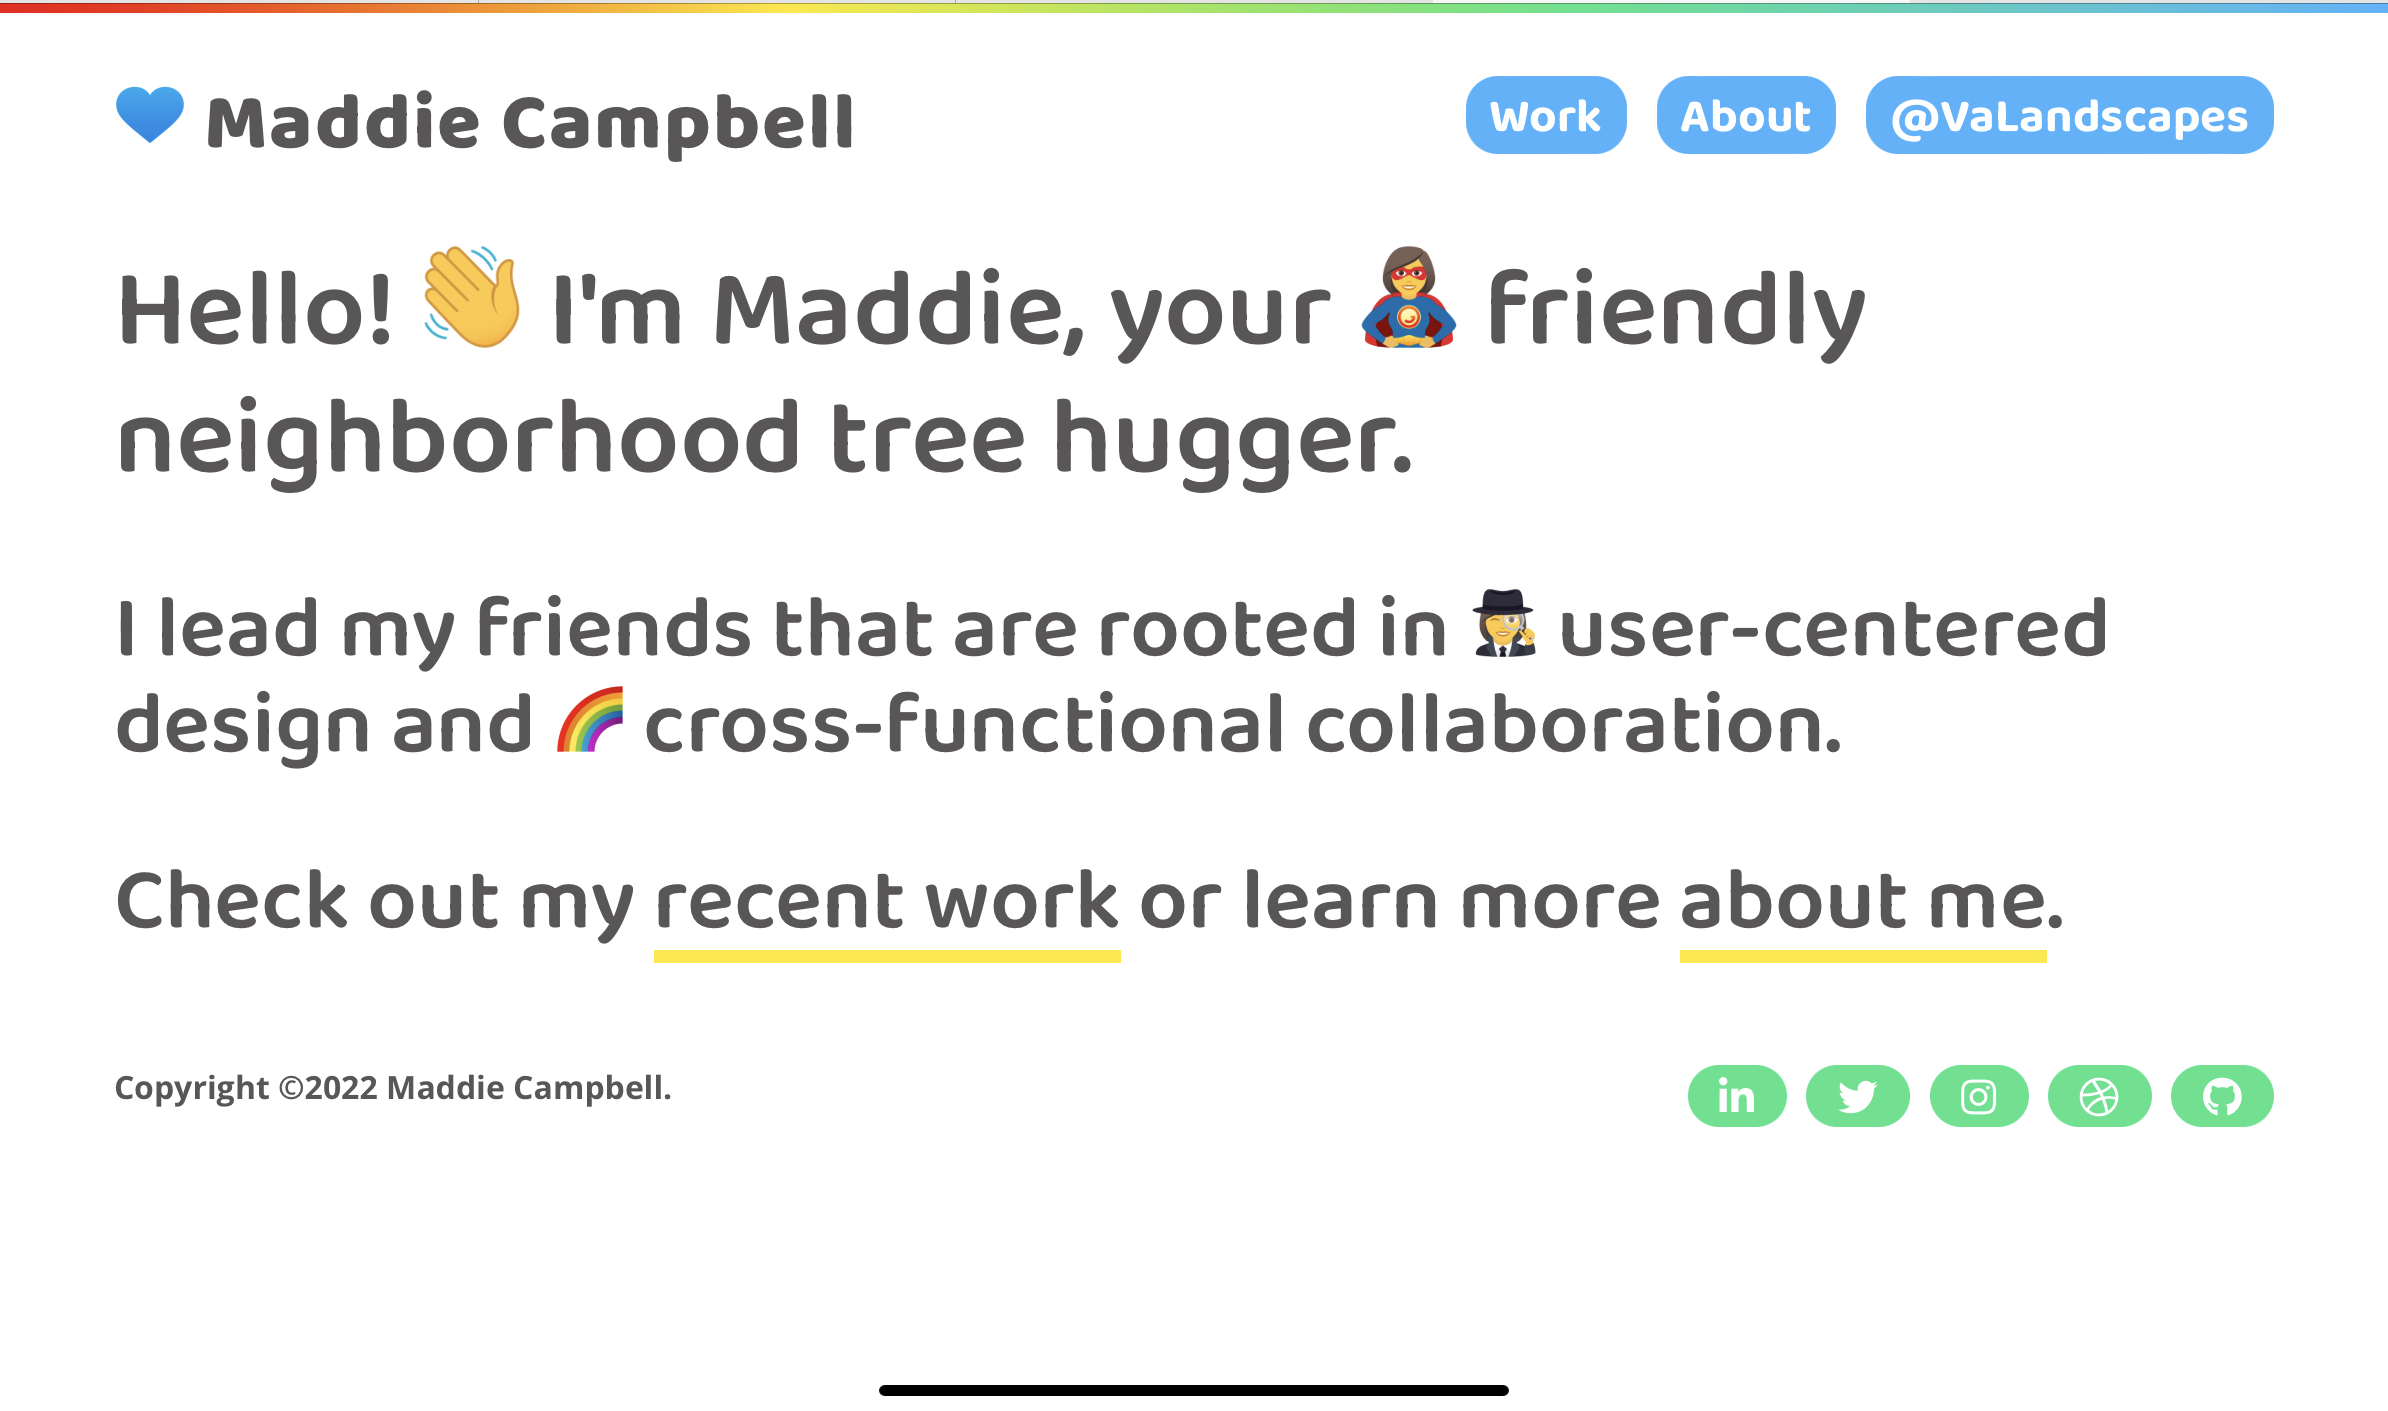 💙 Maddie Campbell
Work About @VaLandscapes
Hello! 👋 I'm Maddie, your 🦸‍♀️ friendly
neighborhood tree hugger.
I lead my friends that are rooted in 🕵️‍♀️ user-centered
design and 🌈 cross-functional collaboration.
Check out my recent work or learn more about me.
Copyright ©2022 Maddie Campbell.